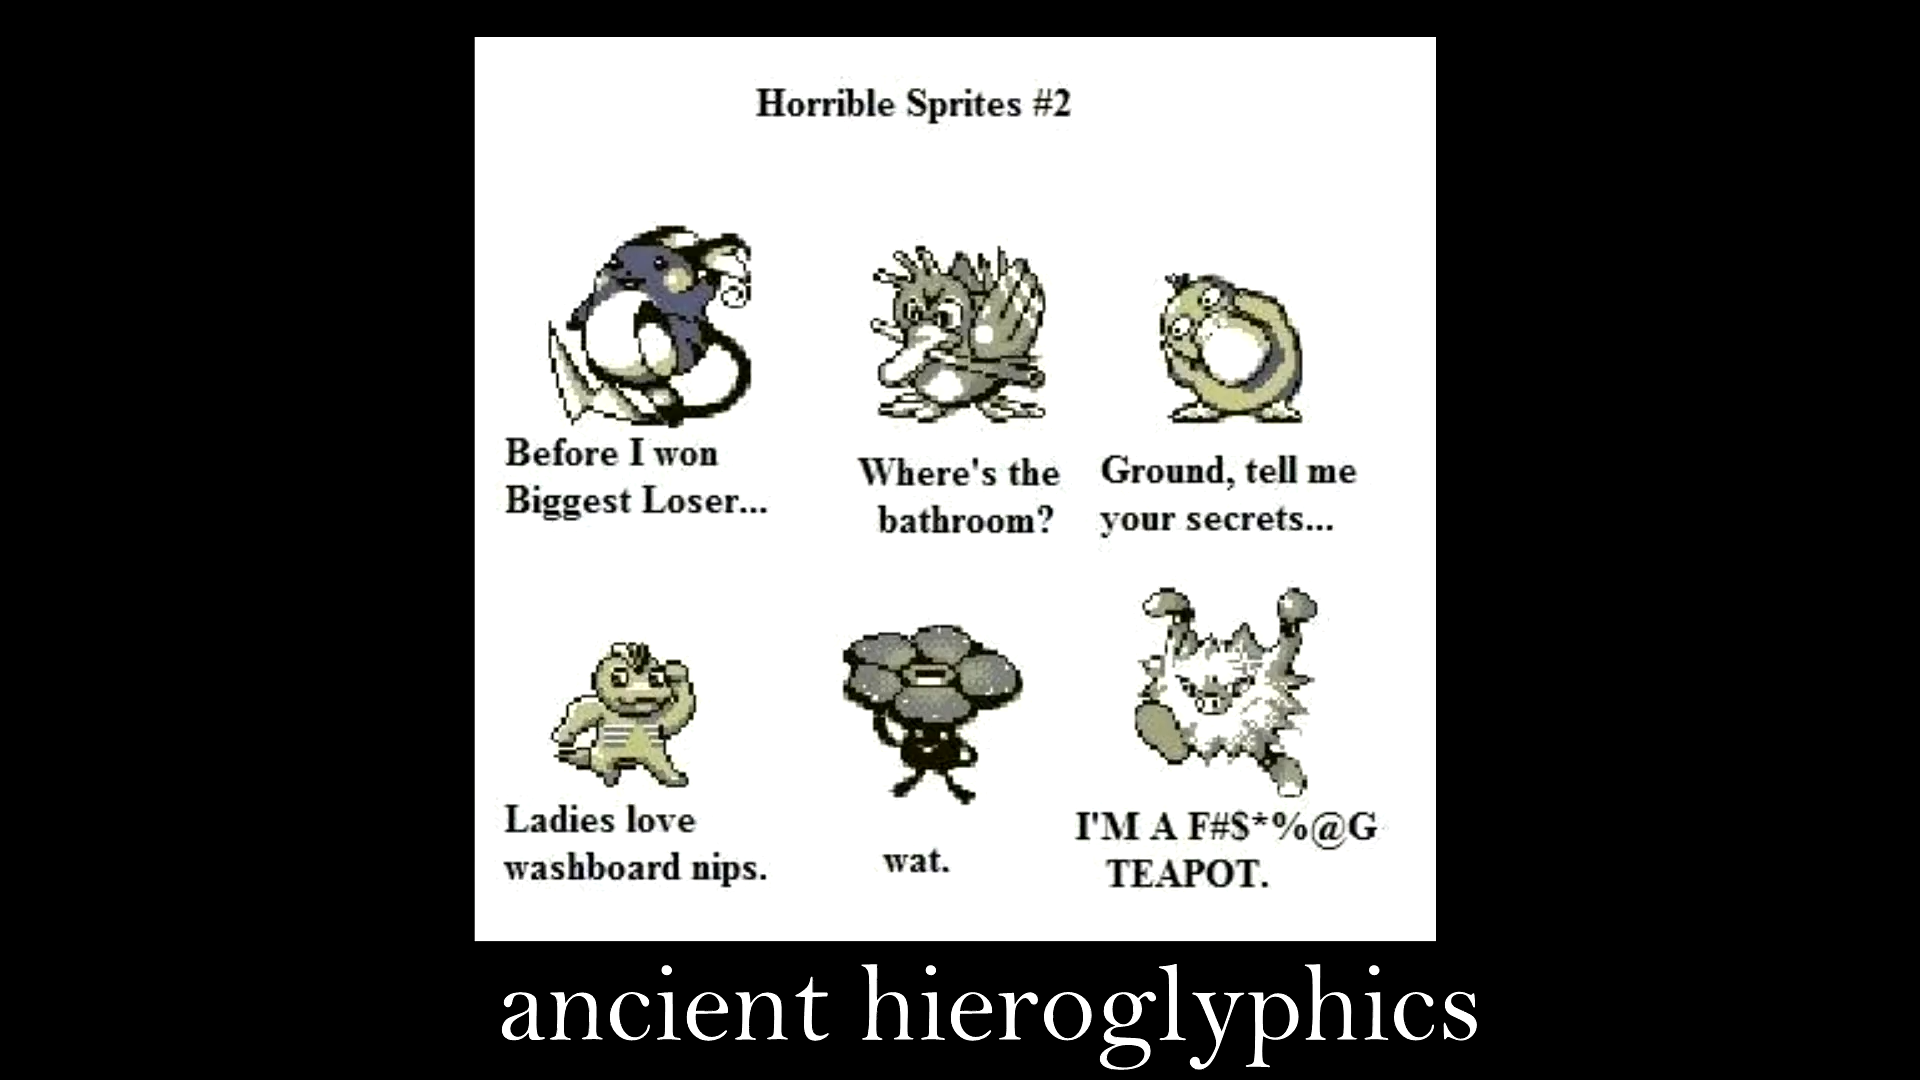 Horrible Sprites #2
Before I won
Biggest Loser...
Where's the
bathroom?
Ground, tell me
your secrets...
Ladies love
washboard nips.
wat.
I'M A F#$*%@G
TEAPOT.
ancient hieroglyphics